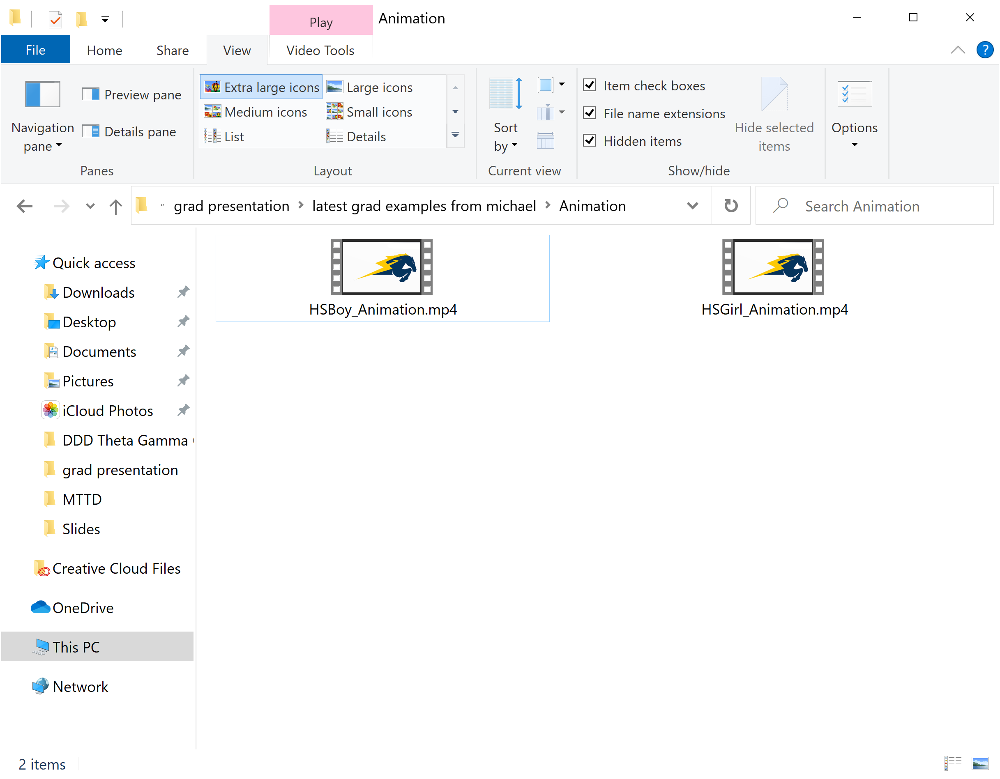 Play
Animation
File
Home
Share
View
Video Tools
?
Navigation
pane
Preview pane
Details pane
Panes
Extra large icons
Large icons
Medium icons
Small icons
List
Details
Layout
Sort
by
Current view
Item check boxes
File name extensions
Hidden items
Hide selected
items
Show/hide
Options
« grad presentation > latest grad examples from michael > Animation
Search Animation
Quick access
Downloads
Desktop
Documents
Pictures
iCloud Photos
DDD Theta Gamma
grad presentation
MTTD
Slides
Creative Cloud Files
OneDrive
This PC
Network
HSBoy_Animation.mp4
HSGirl_Animation.mp4
2 items